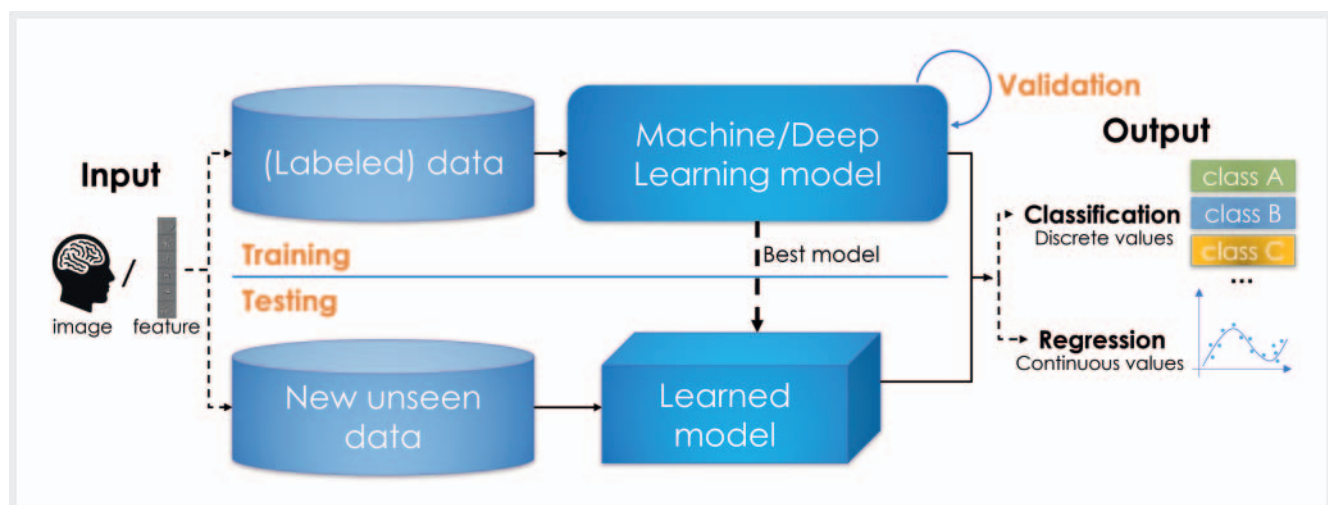 Input
image
/
feature
(Labeled) data
Machine/Deep
Learning model
Validation
Training
Testing
Best model
New unseen
data
Learned
model
Output
Classification
Discrete values
class A
class B
class C
...
Regression
Continuous values